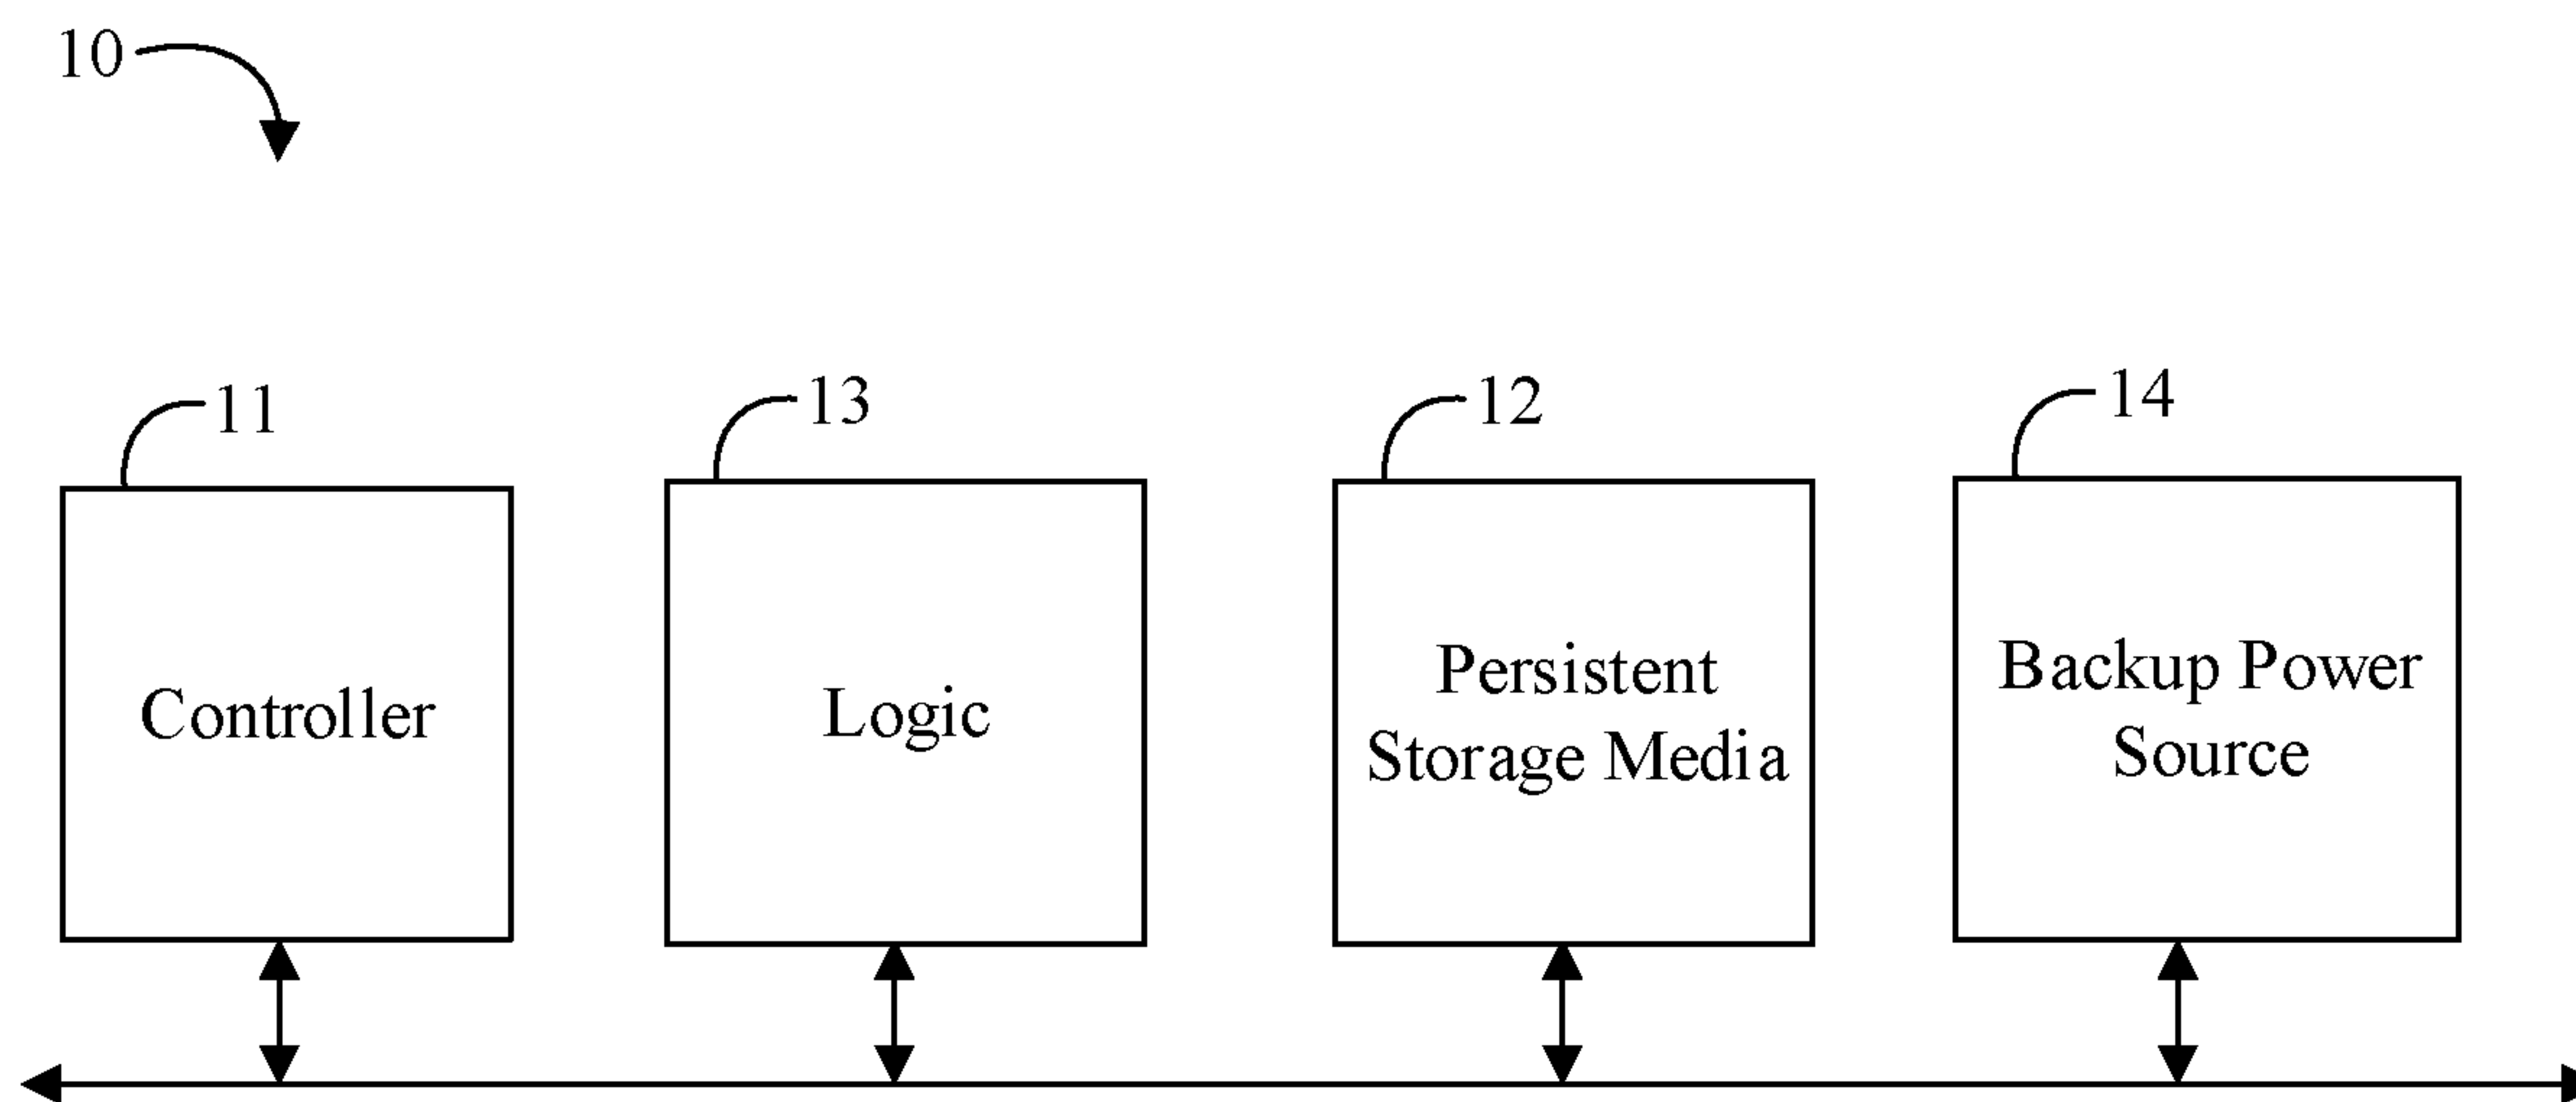 10
11
13
12
14
Controller
Logic
Persistent
Storage Media
Backup Power
Source